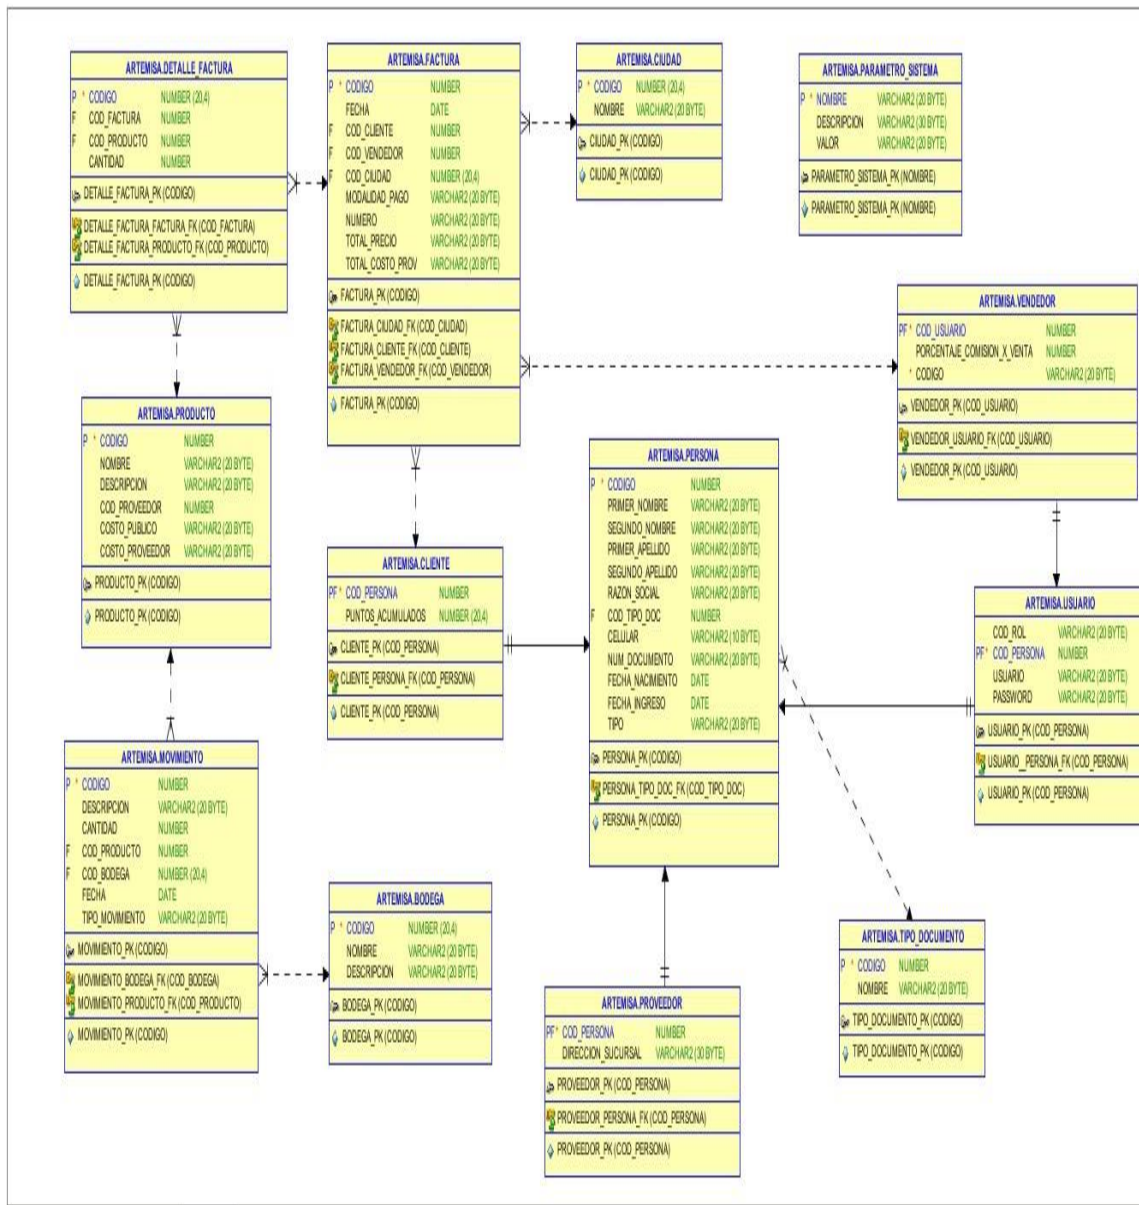 ARTEMISA.DETALLE_FACTURA
P * CODIGO NUMBER (20,4)
F COD_FACTURA NUMBER
F COD_PRODUCTO NUMBER
CANTIDAD NUMBER
DETALLE_FACTURA_PK (CODIGO)
DETALLE_FACTURA_FACTURA_FK (COD_FACTURA)
DETALLE_FACTURA_PRODUCTO_FK (COD_PRODUCTO)
DETALLE_FACTURA_PK (CODIGO)
ARTEMISA.FACTURA
P * CODIGO NUMBER
FECHA DATE
F COD_CLIENTE NUMBER
F COD_VENDEDOR NUMBER
F COD_CIUDAD NUMBER (20,4)
MODALIDAD_PAGO VARCHAR2 (20 BYTE)
NUMERO VARCHAR2 (20 BYTE)
TOTAL_PRECIO VARCHAR2 (20 BYTE)
TOTAL_COSTO_PROV VARCHAR2 (20 BYTE)
FACTURA_PK (CODIGO)
FACTURA_CIUDAD_FK (COD_CIUDAD)
FACTURA_CLIENTE_FK (COD_CLIENTE)
FACTURA_VENDEDOR_FK (COD_VENDEDOR)
FACTURA_PK (CODIGO)
ARTEMISA.CIUDAD
P * CODIGO NUMBER (20,4)
NOMBRE VARCHAR2 (20 BYTE)
CIUDAD_PK (CODIGO)
CIUDAD_PK (CODIGO)
ARTEMISA.PARAMETRO_SISTEMA
P * NOMBRE VARCHAR2 (20 BYTE)
DESCRIPCION VARCHAR2 (30 BYTE)
VALOR VARCHAR2 (20 BYTE)
PARAMETRO_SISTEMA_PK (NOMBRE)
PARAMETRO_SISTEMA_PK (NOMBRE)
ARTEMISA.VENDEDOR
PF * COD_USUARIO NUMBER
PORCENTAJE_COMISION_X_VENTA NUMBER
* CODIGO VARCHAR2 (20 BYTE)
VENDEDOR_PK (COD_USUARIO)
VENDEDOR_USUARIO_FK (COD_USUARIO)
VENDEDOR_PK (COD_USUARIO)
ARTEMISA.PRODUCTO
P * CODIGO NUMBER
NOMBRE VARCHAR2 (20 BYTE)
DESCRIPCION VARCHAR2 (20 BYTE)
COD_PROVEEDOR NUMBER
COSTO_PUBLICO VARCHAR2 (20 BYTE)
COSTO_PROVEEDOR VARCHAR2 (20 BYTE)
PRODUCTO_PK (CODIGO)
PRODUCTO_PK (CODIGO)
ARTEMISA.CLIENTE
PF * COD_PERSONA NUMBER
PUNTOS_ACUMULADOS NUMBER (20,4)
CLIENTE_PK (COD_PERSONA)
CLIENTE_PERSONA_FK (COD_PERSONA)
CLIENTE_PK (COD_PERSONA)
ARTEMISA.PERSONA
P * CODIGO NUMBER
PRIMER_NOMBRE VARCHAR2 (20 BYTE)
SEGUNDO_NOMBRE VARCHAR2 (20 BYTE)
PRIMER_APELLIDO VARCHAR2 (20 BYTE)
SEGUNDO_APELLIDO VARCHAR2 (20 BYTE)
RAZON_SOCIAL VARCHAR2 (20 BYTE)
F COD_TIPO_DOC NUMBER
CELULAR VARCHAR2 (10 BYTE)
NUM_DOCUMENTO VARCHAR2 (20 BYTE)
FECHA_NACIMIENTO DATE
FECHA_INGRESO DATE
TIPO VARCHAR2 (20 BYTE)
PERSONA_PK (CODIGO)
PERSONA_TIPO_DOC_FK (COD_TIPO_DOC)
PERSONA_PK (CODIGO)
ARTEMISA.USUARIO
COD_ROL VARCHAR2 (20 BYTE)
PF * COD_PERSONA NUMBER
USUARIO VARCHAR2 (20 BYTE)
PASSWORD VARCHAR2 (20 BYTE)
USUARIO_PK (COD_PERSONA)
USUARIO__PERSONA_FK (COD_PERSONA)
USUARIO_PK (COD_PERSONA)
ARTEMISA.MOVIMIENTO
P * CODIGO NUMBER
DESCRIPCION VARCHAR2 (20 BYTE)
CANTIDAD NUMBER
F COD_PRODUCTO NUMBER
F COD_BODEGA NUMBER (20,4)
FECHA DATE
TIPO_MOVIMIENTO VARCHAR2 (20 BYTE)
MOVIMIENTO_PK (CODIGO)
MOVIMIENTO_BODEGA_FK (COD_BODEGA)
MOVIMIENTO_PRODUCTO_FK (COD_PRODUCTO)
MOVIMIENTO_PK (CODIGO)
ARTEMISA.BODEGA
P * CODIGO NUMBER (20,4)
NOMBRE VARCHAR2 (20 BYTE)
DESCRIPCION VARCHAR2 (20 BYTE)
BODEGA_PK (CODIGO)
BODEGA_PK (CODIGO)
ARTEMISA.PROVEEDOR
PF * COD_PERSONA NUMBER
DIRECCION_SUCURSAL VARCHAR2 (30 BYTE)
PROVEEDOR_PK (COD_PERSONA)
PROVEEDOR_PERSONA_FK (COD_PERSONA)
PROVEEDOR_PK (COD_PERSONA)
ARTEMISA.TIPO_DOCUMENTO
P * CODIGO NUMBER
NOMBRE VARCHAR2 (20 BYTE)
TIPO_DOCUMENTO_PK (CODIGO)
TIPO_DOCUMENTO_PK (CODIGO)